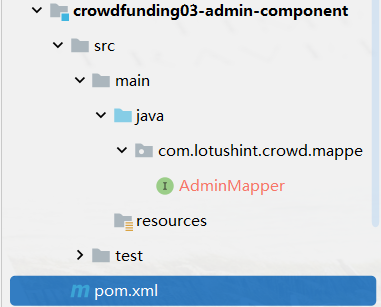 crowdfunding03-admin-component
src
main
java
com.lotushint.crowd.mappe
AdminMapper
resources
test
pom.xml